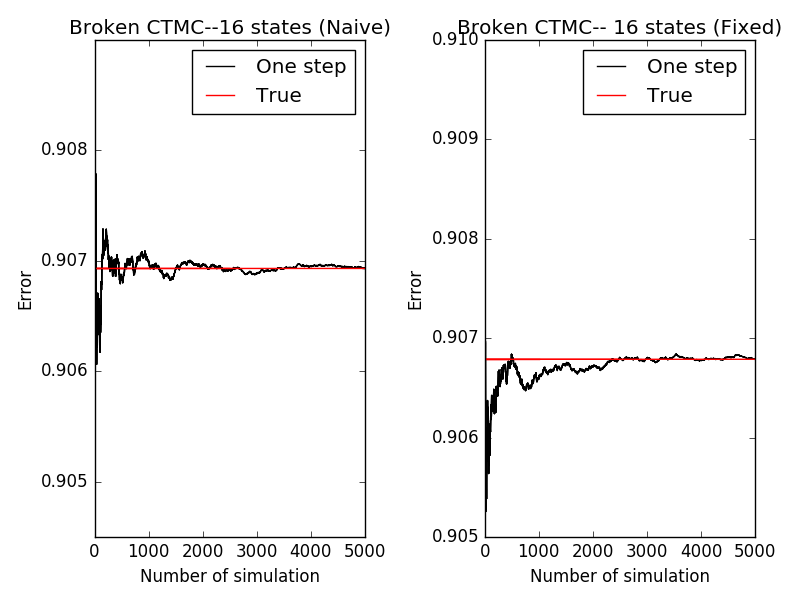 Broken CTMC--16 states (Naive)
One step
True
0.908
0.907
0.906
0.905
Error
0 1000 2000 3000 4000 5000
Number of simulation
Broken CTMC-- 16 states (Fixed)
One step
True
0.910
0.909
0.908
0.907
0.906
0.905
Error
0 1000 2000 3000 4000 5000
Number of simulation